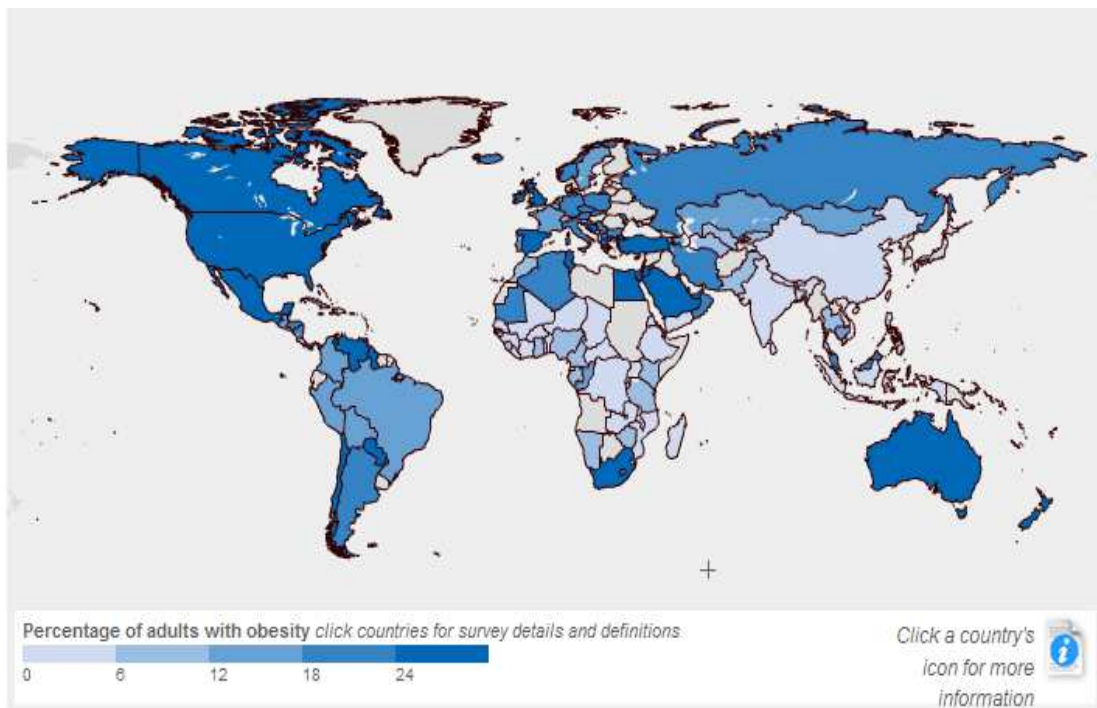 Percentage of adults with obesity click countries for survey details and definitions
0 6 12 18 24
Click a country's
icon for more
information